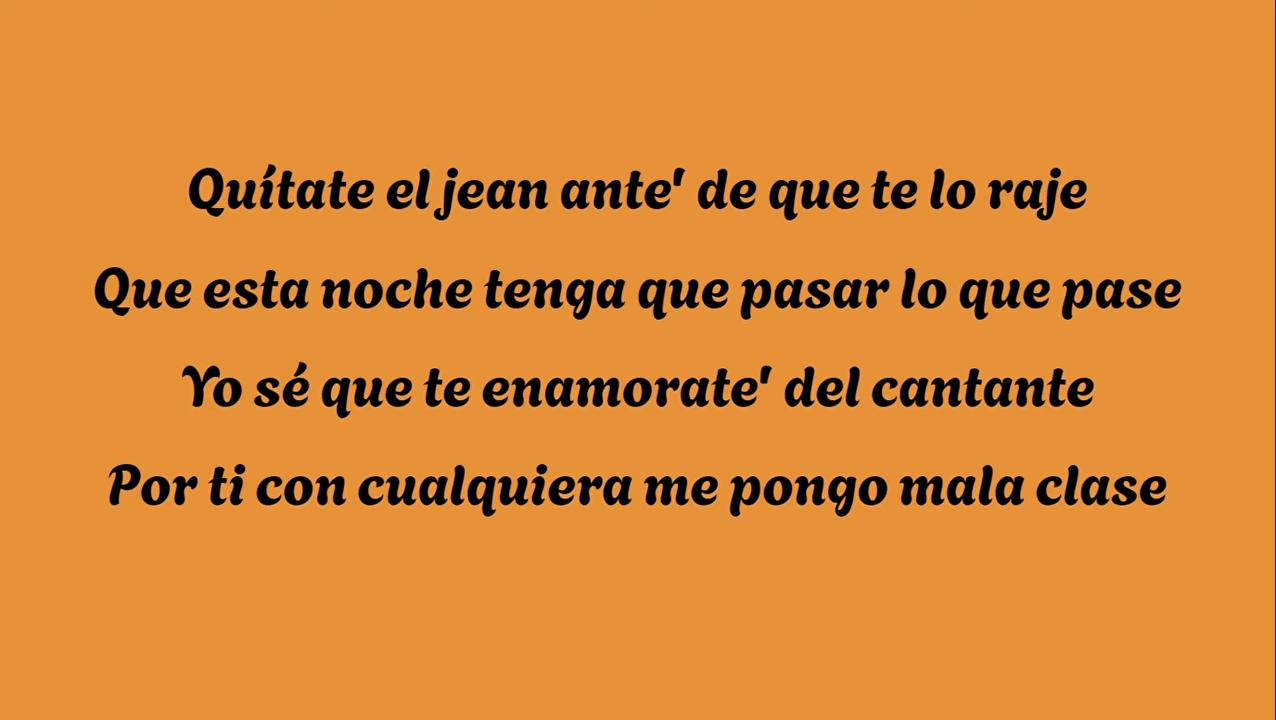 Quítate el jean ante' de que te lo raje
Que esta noche tenga que pasar lo que pase
Yo sé que te enamorate' del cantante
Por ti con cualquiera me pongo mala clase